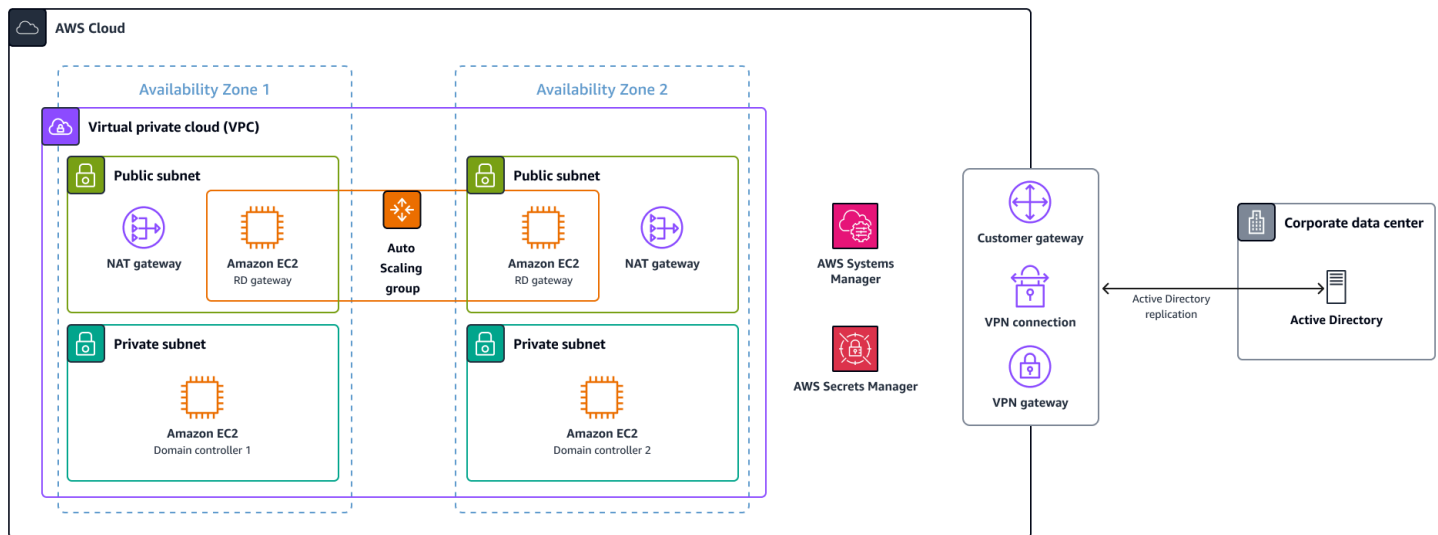 AWS Cloud
Availability Zone 1
Availability Zone 2
Virtual private cloud (VPC)
Public subnet
NAT gateway
Amazon EC2
RD gateway
Auto
Scaling
group
Public subnet
Amazon EC2
RD gateway
NAT gateway
Private subnet
Amazon EC2
Domain controller 1
Private subnet
Amazon EC2
Domain controller 2
AWS Systems
Manager
AWS Secrets Manager
Customer gateway
VPN connection
VPN gateway
Active Directory
replication
Corporate data center
Active Directory